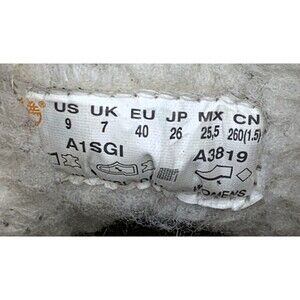 US UK EU JP MX CN
9 7 40 26 25,5 260(1.5)
A1SGI A3819
WOMENS